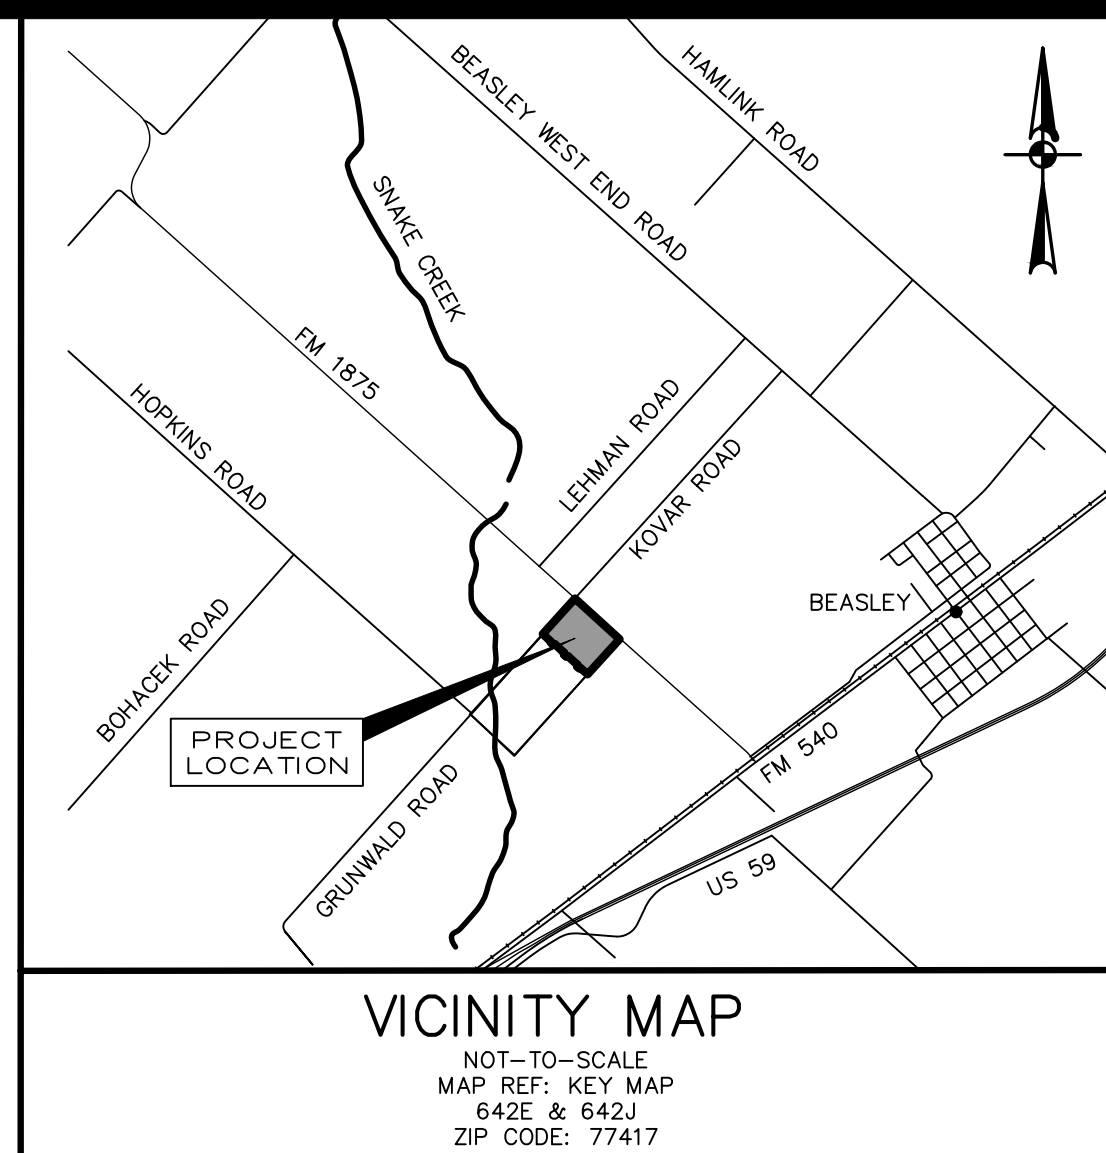 HAMLINK ROAD
BEASLEY WEST END ROAD
SNAKE CREEK
FM 1875
HOPKINS ROAD
LEHMAN ROAD
KOVAR ROAD
BEASLEY
BOHACEK ROAD
PROJECT
LOCATION
FM 540
GRUNWALD ROAD
US 59
VICINITY MAP
NOT-TO-SCALE
MAP REF: KEY MAP
642E & 642J
ZIP CODE: 77417